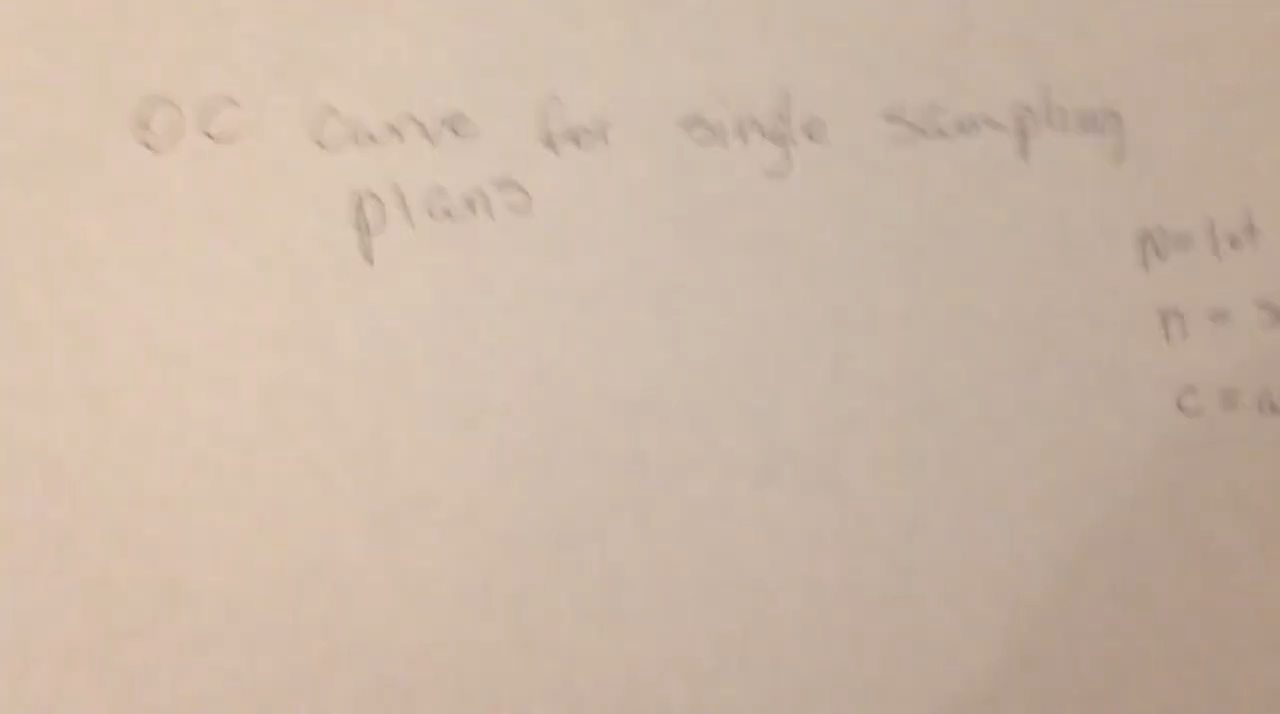 OC Curve for single sampling
plans
N = lot
n =
c =